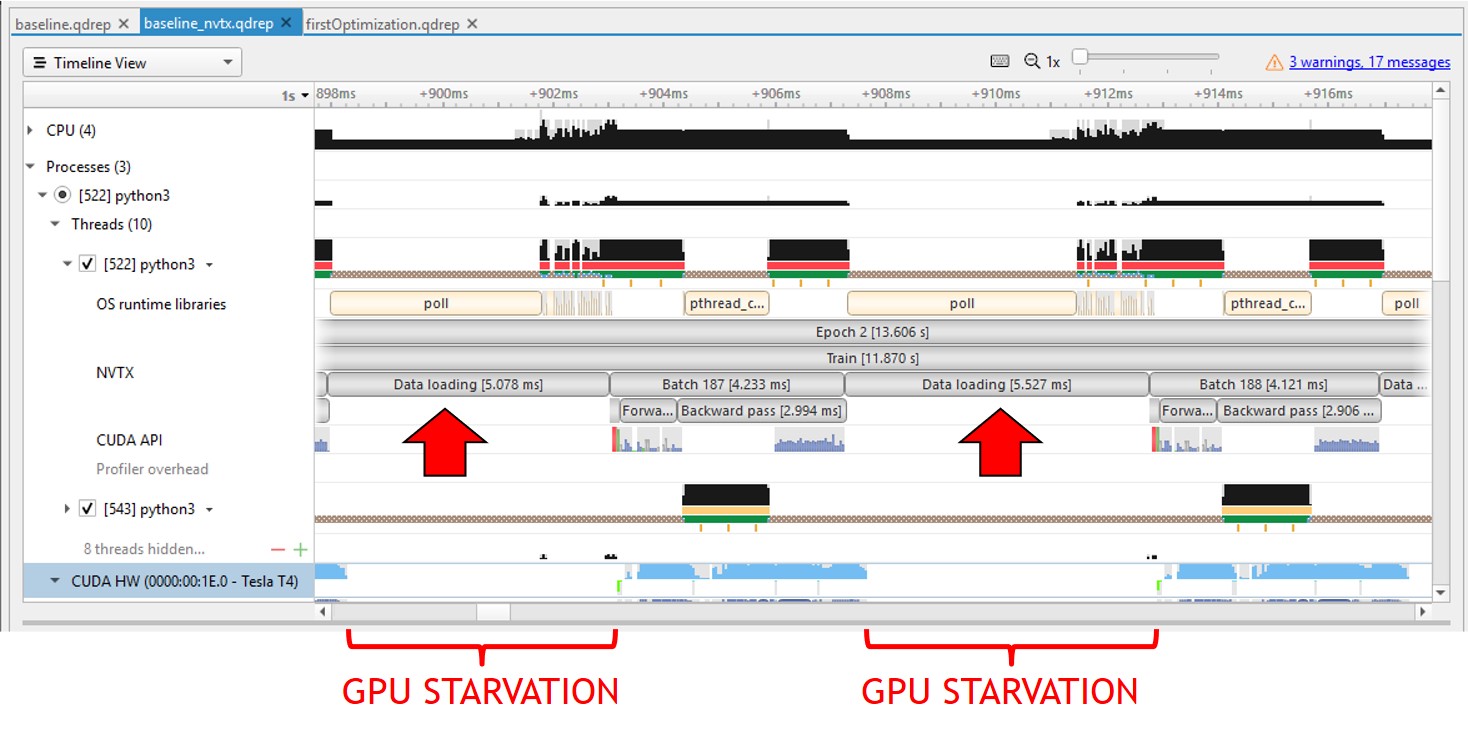 baseline.qdrep ✕ baseline_nvtx.qdrep ✕ firstOptimization.qdrep ✕
Timeline View 1x 3 warnings, 17 messages
1s 898ms +900ms +902ms +904ms +906ms +908ms +910ms +912ms +914ms +916ms
CPU (4)
Processes (3)
[522] python3
Threads (10)
[522] python3
OS runtime libraries poll pthread_c... poll pthread_c... poll
Epoch 2 [13.606 s]
Train [11.870 s]
NVTX
Data loading [5.078 ms] Batch 187 [4.233 ms] Data loading [5.527 ms] Batch 188 [4.121 ms] Data ...
Forwa... Backward pass [2.994 ms] Forwa... Backward pass [2.906 ...
CUDA API
Profiler overhead
[543] python3
8 threads hidden...
CUDA HW (0000:00:1E.0 - Tesla T4)
GPU STARVATION GPU STARVATION